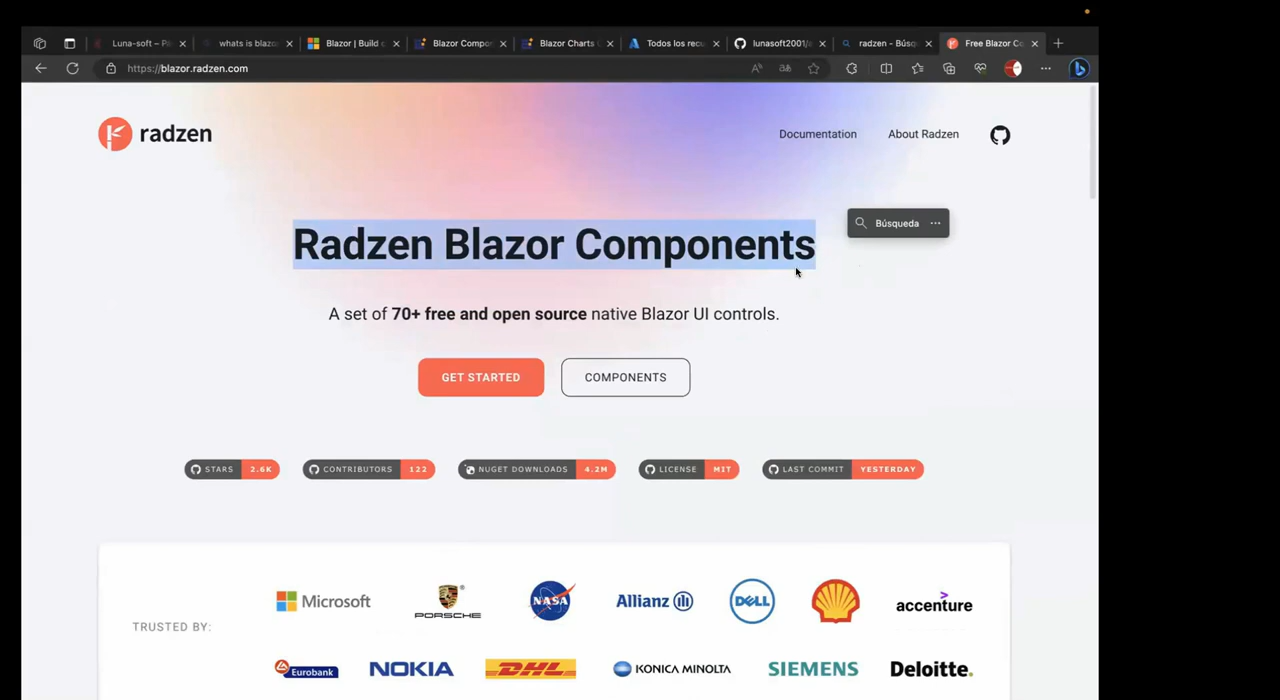 Luna-soft – Pa
whats is blazo
Blazor | Build c
Blazor Compon
Blazor Charts C
Todos los recu
lunasoft2001/
radzen - Búsq
Free Blazor Co
https://blazor.radzen.com
radzen
Documentation
About Radzen
Búsqueda ...
Radzen Blazor Components
A set of 70+ free and open source native Blazor UI controls.
GET STARTED
COMPONENTS
STARS 2.6K
CONTRIBUTORS 122
NUGET DOWNLOADS 4.2M
LICENSE MIT
LAST COMMIT YESTERDAY
Microsoft
PORSCHE
NASA
Allianz
DELL
accenture
TRUSTED BY:
Eurobank
NOKIA
DHL
KONICA MINOLTA
SIEMENS
Deloitte.